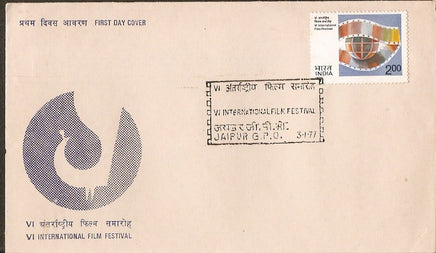 प्रथम दिवस आवरण FIRST DAY COVER
VI अंतर्राष्ट्रीय फिल्म समारोह
VI International
Film Festival
भारत
INDIA
2.00
VI अंतर्राष्ट्रीय फिल्म समारोह
VI INTERNATIONAL FILM FESTIVAL
जयपुर जी.पी.ओ.
JAIPUR G.P.O. 3-1-77
VI अंतर्राष्ट्रीय फिल्म समारोह
VI INTERNATIONAL FILM FESTIVAL